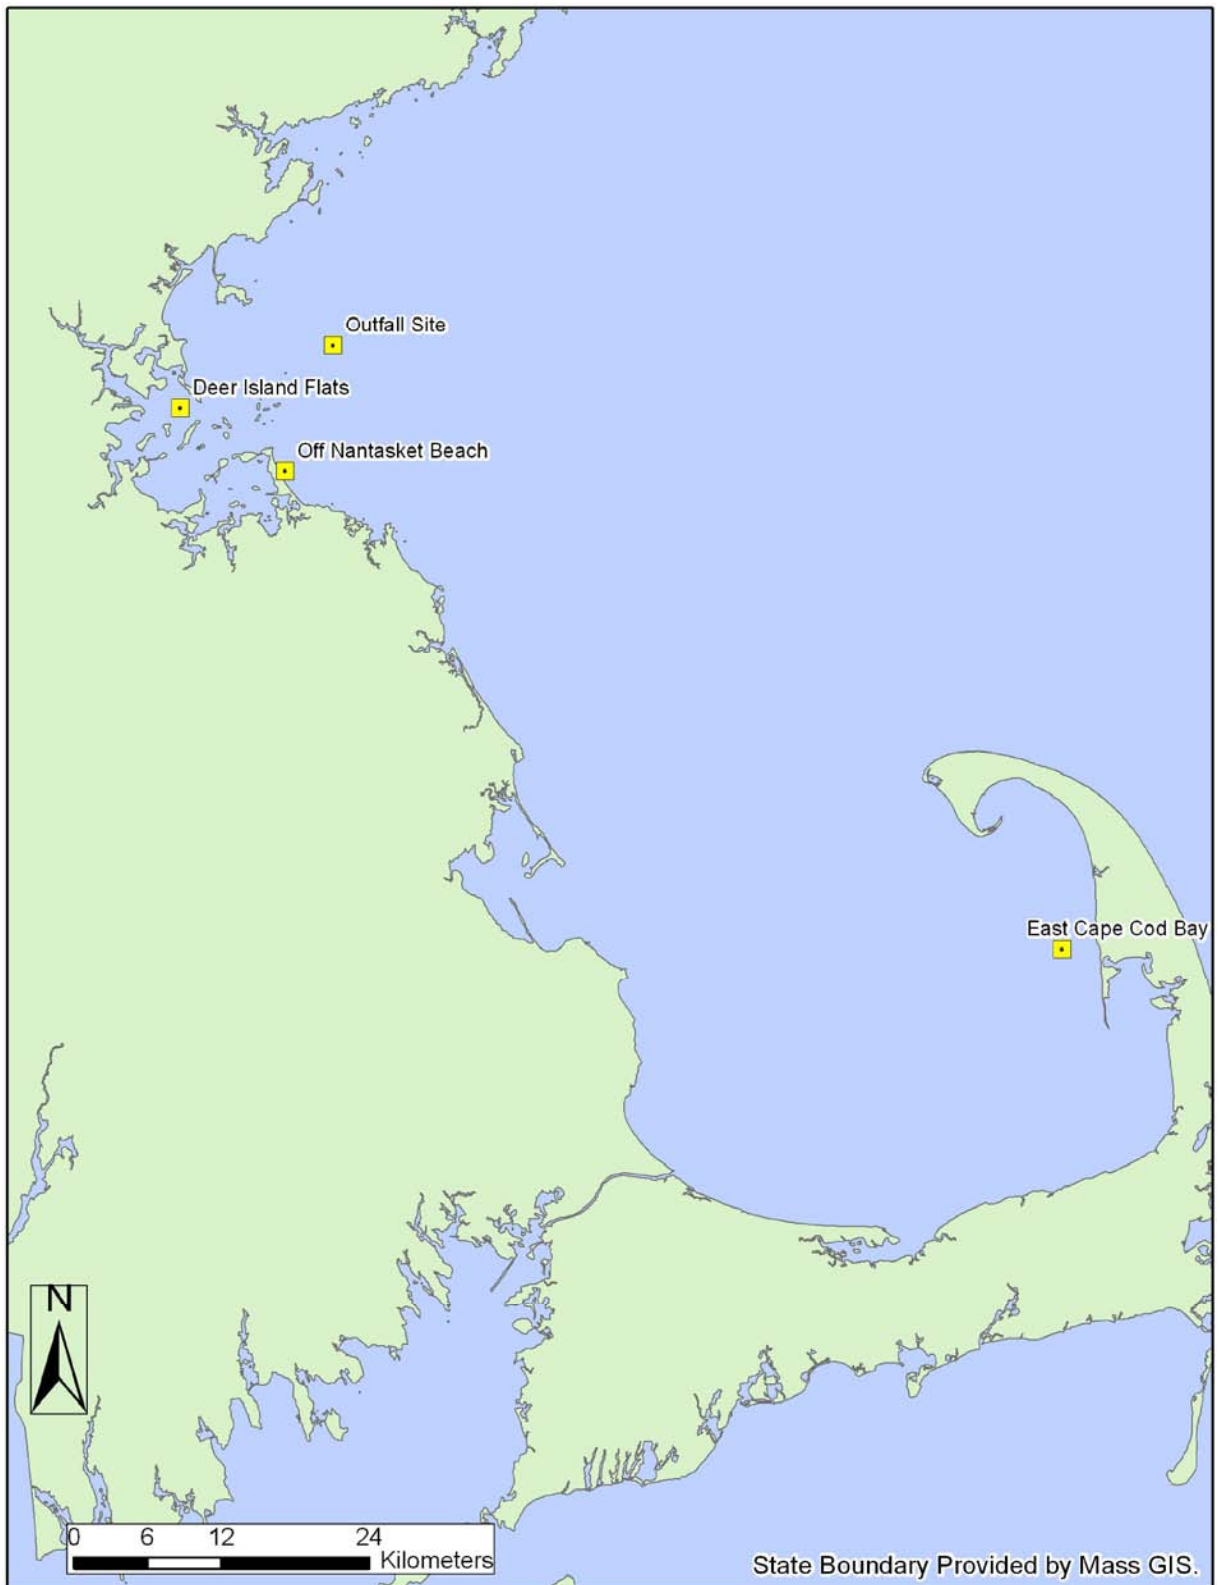 Outfall Site
Deer Island Flats
Off Nantasket Beach
East Cape Cod Bay
N
0 6 12 24
Kilometers
State Boundary Provided by Mass GIS.